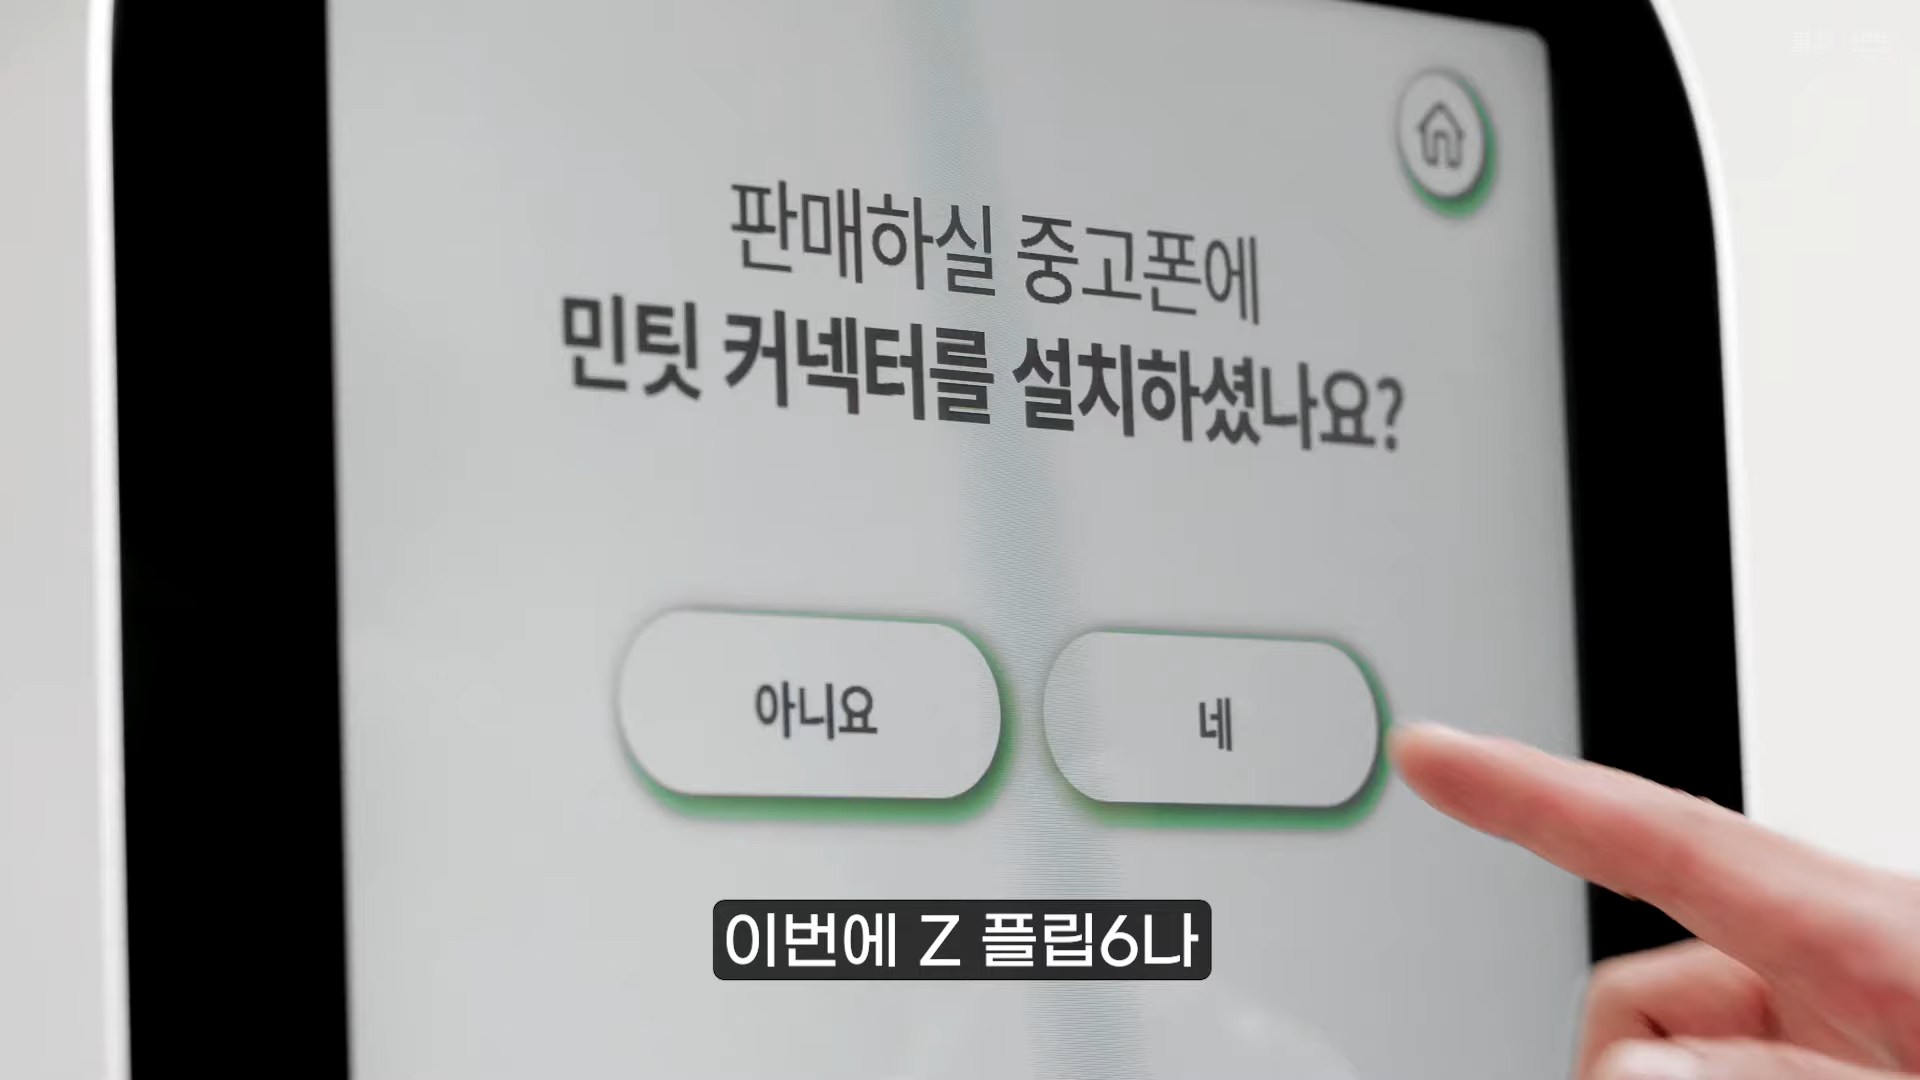 판매하실 중고폰에
민팃 커넥터를 설치하셨나요?
아니요
네
이번에 Z 플립6나